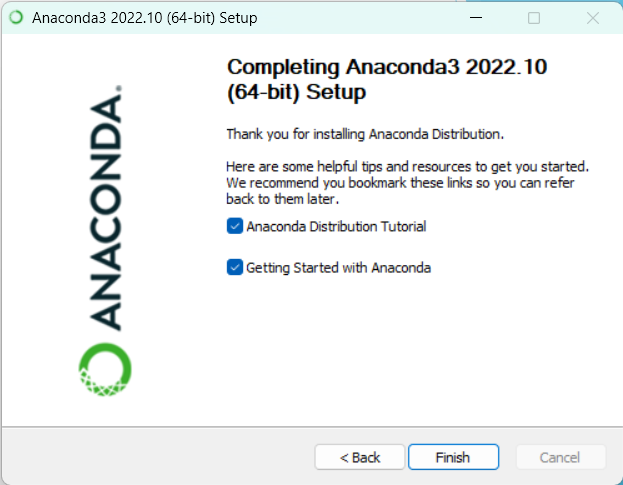 Anaconda3 2022.10 (64-bit) Setup
Completing Anaconda3 2022.10
(64-bit) Setup
ANACONDA.
Thank you for installing Anaconda Distribution.
Here are some helpful tips and resources to get you started.
We recommend you bookmark these links so you can refer
back to them later.
Anaconda Distribution Tutorial
Getting Started with Anaconda
< Back
Finish
Cancel